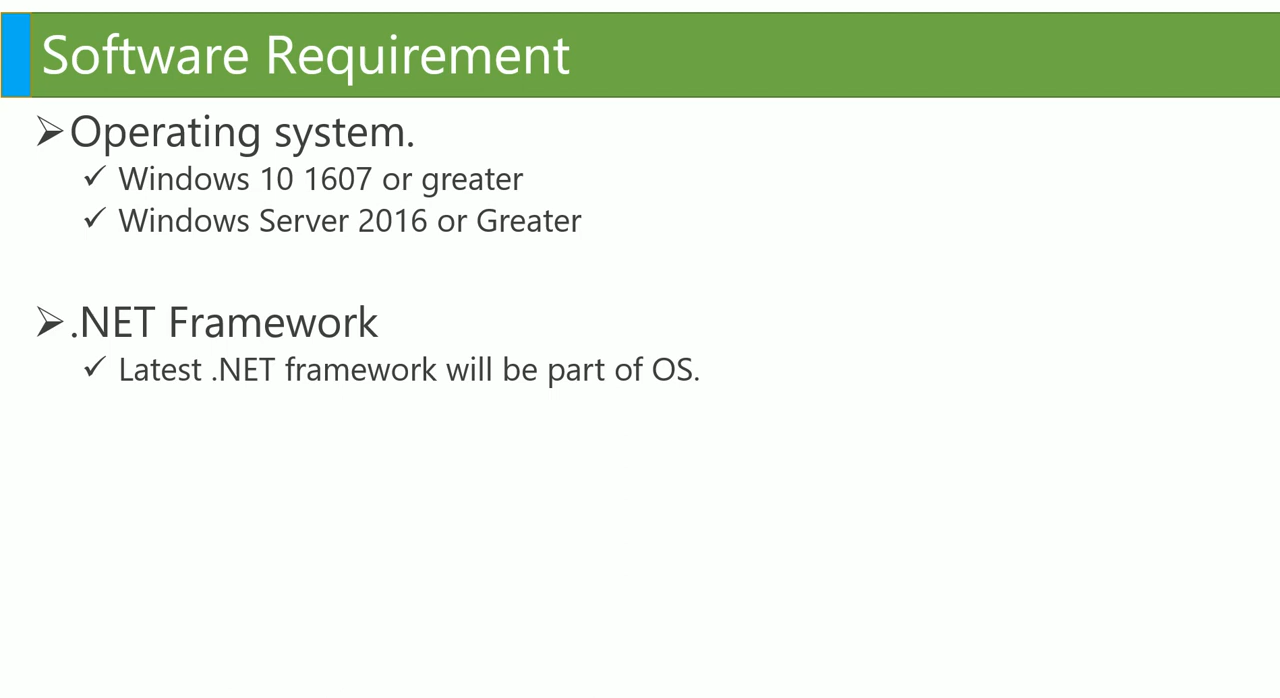 Software Requirement
Operating system.
Windows 10 1607 or greater
Windows Server 2016 or Greater
.NET Framework
Latest .NET framework will be part of OS.